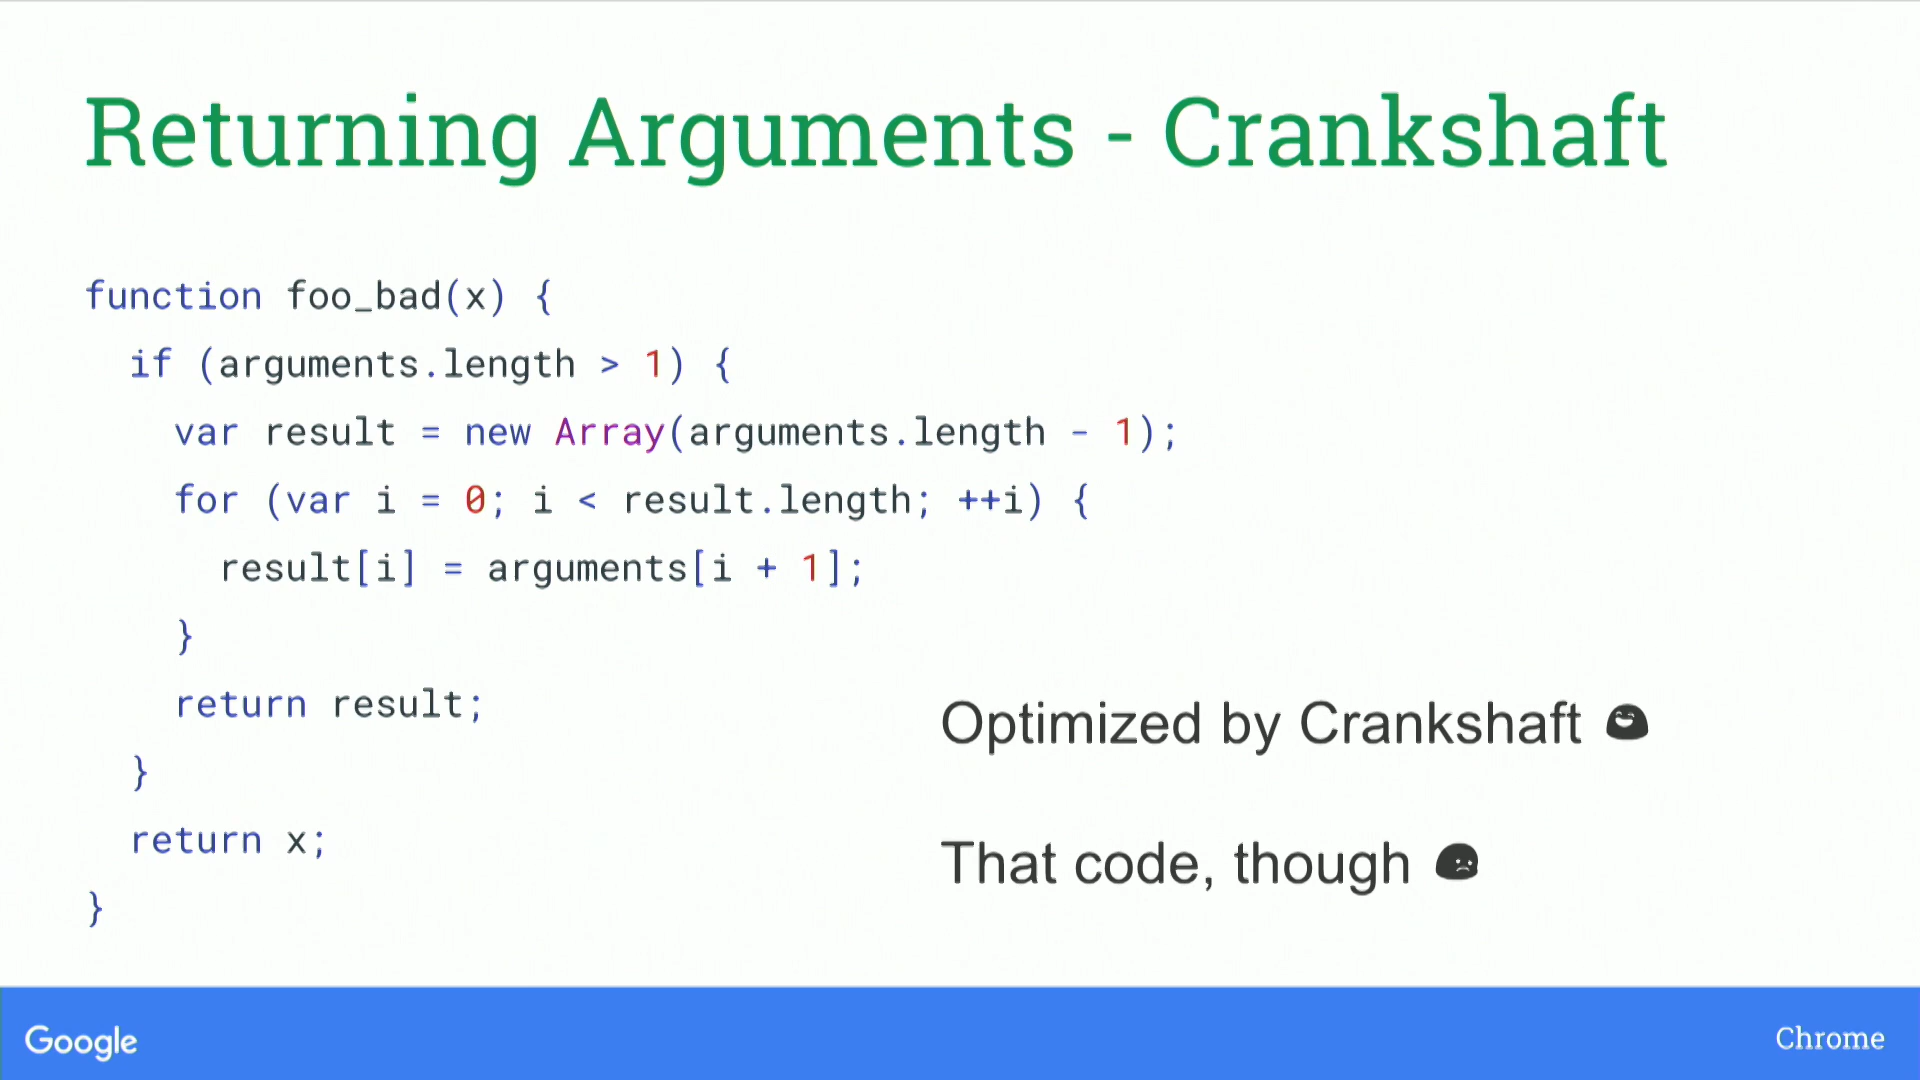 Returning Arguments - Crankshaft
function foo_bad(x) {
if (arguments.length > 1) {
var result = new Array(arguments.length - 1);
for (var i = 0; i < result.length; ++i) {
result[i] = arguments[i + 1];
}
return result;
}
return x;
}
Optimized by Crankshaft
That code, though
Google
Chrome